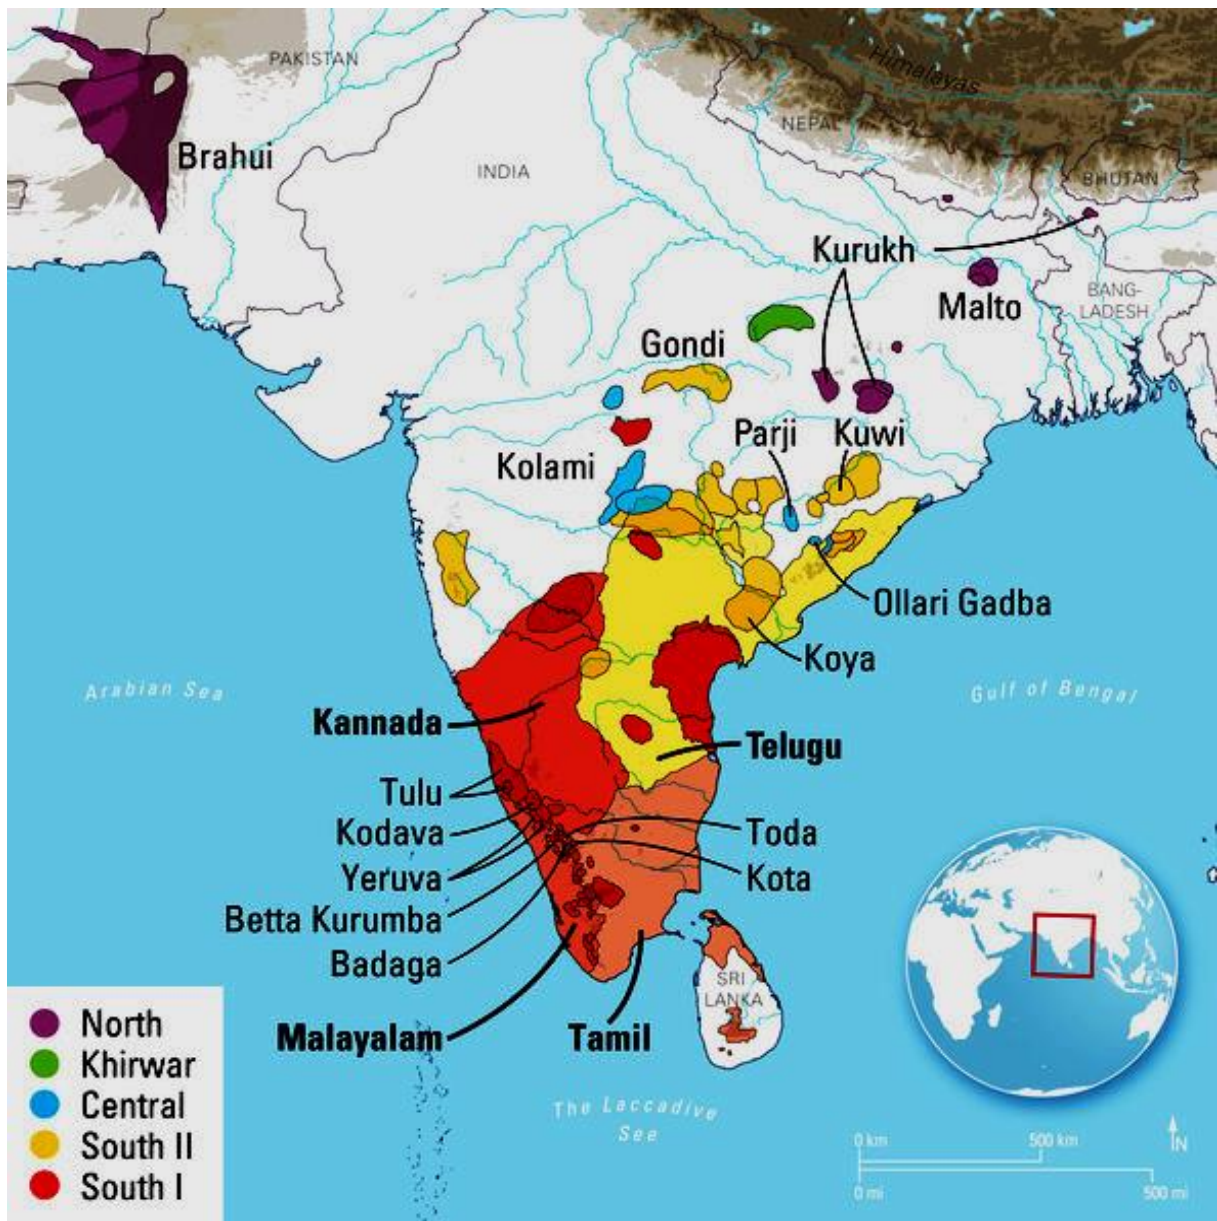 PAKISTAN
Himalayas
NEPAL
Brahui
INDIA
BHUTAN
Kurukh
Malto
BANG-
LADESH
Gondi
Parji
Kuwi
Kolami
Ollari Gadba
Koya
Arabian Sea
Gulf of Bengal
Kannada
Telugu
Tulu
Kodava
Toda
Yeruva
Kota
Betta Kurumba
Badaga
SRI
LANKA
Malayalam
Tamil
North
Khirwar
Central
South II
South I
The Laccadive
See
0 km
500 km
N
0 mi
500 mi